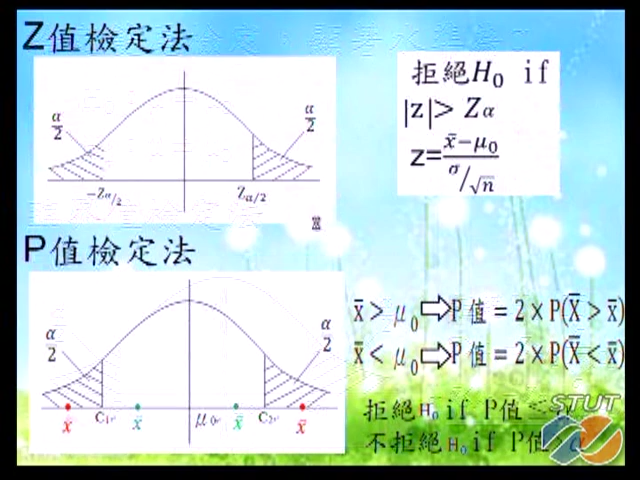 Z值檢定法
α/2
α/2
-Zα/2
Zα/2
拒絕H₀ if
|z|> Zα
z=(x̄-μ₀)/(σ/√n)
P值檢定法
α/2
α/2
x̄ C₁ x̄ μ₀ x̄ C₂ x̄
x̄ > μ₀ ⇨ P 值 = 2 × P(X̄ > x̄)
x̄ < μ₀ ⇨ P 值 = 2 × P(X̄ < x̄)
拒絕H₀ if P值
不拒絕H₀ if P值>
STUT